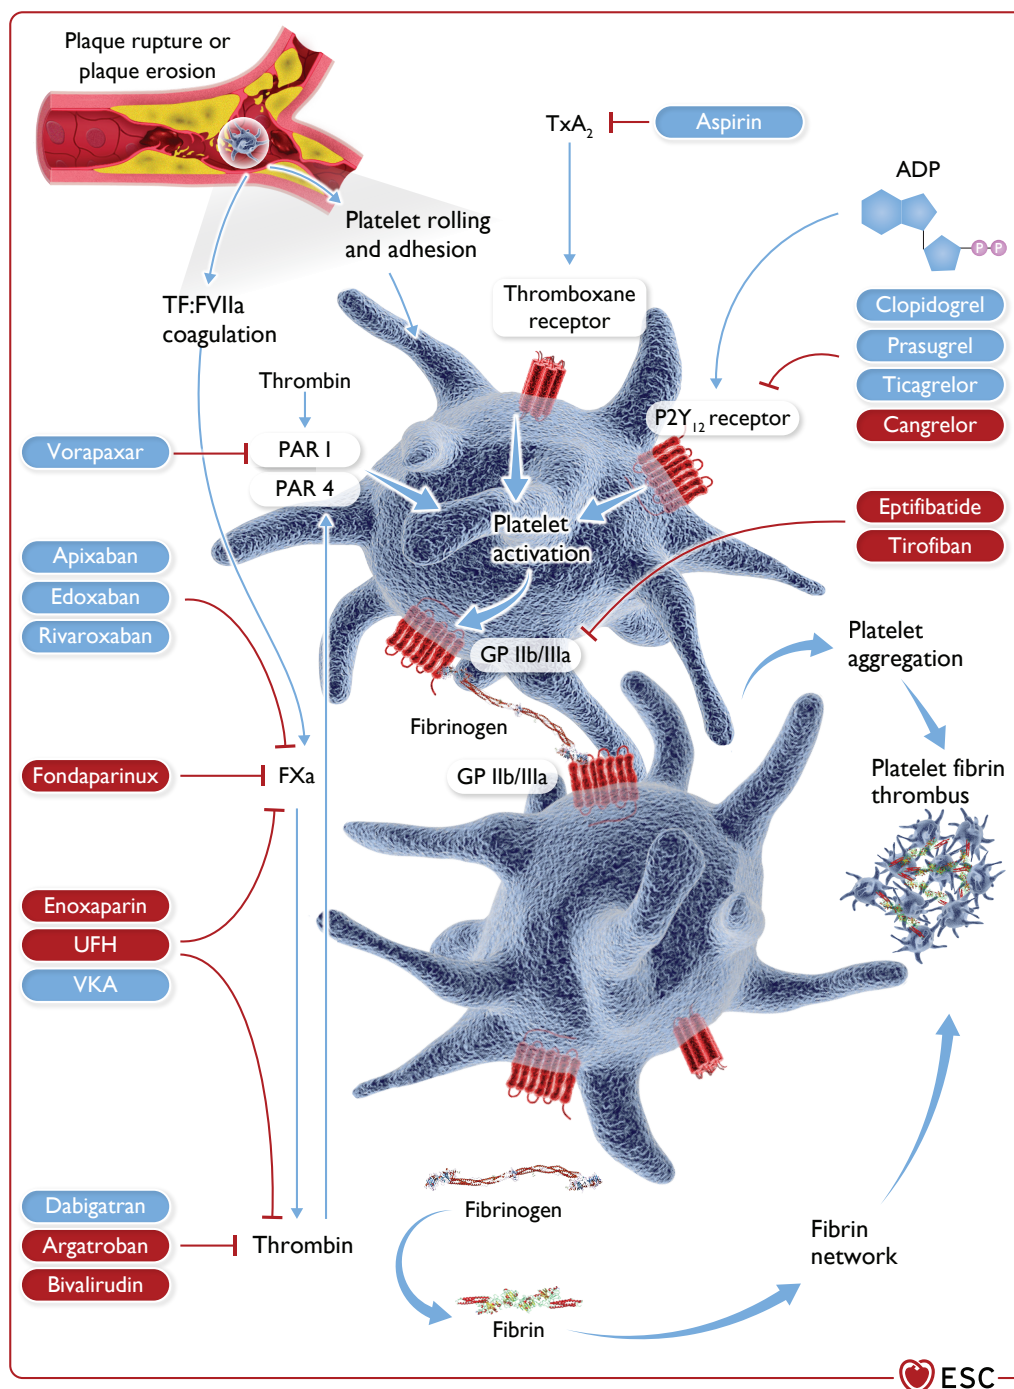 Plaque rupture or
plaque erosion
TxA2
Aspirin
ADP
P P
Platelet rolling
and adhesion
TF:FVIIa
coagulation
Thromboxane
receptor
Clopidogrel
Prasugrel
Ticagrelor
Cangrelor
Thrombin
P2Y12 receptor
Vorapaxar
PAR I
PAR 4
Eptifibatide
Tirofiban
Platelet
activation
Apixaban
Edoxaban
Rivaroxaban
GP IIb/IIIa
Platelet
aggregation
Fibrinogen
Fondaparinux
FXa
GP IIb/IIIa
Platelet fibrin
thrombus
Enoxaparin
UFH
VKA
Dabigatran
Argatroban
Bivalirudin
Thrombin
Fibrinogen
Fibrin
network
Fibrin
ESC